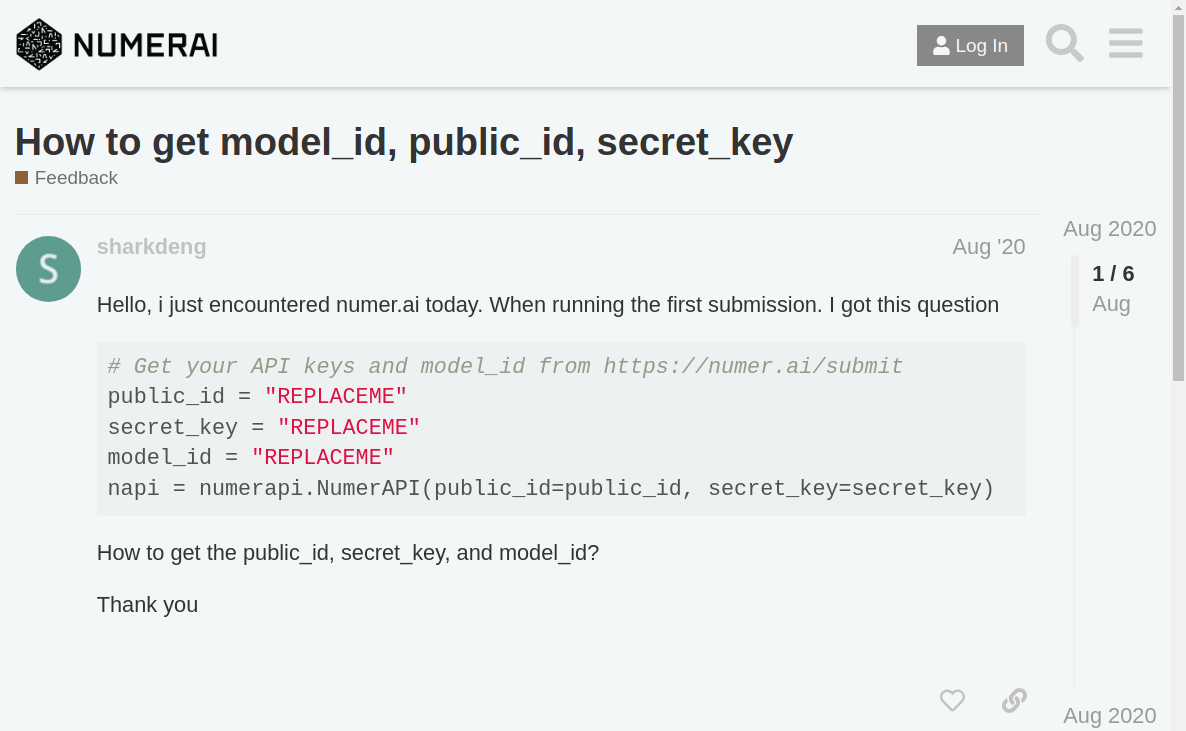 NUMERAI
Log In
How to get model_id, public_id, secret_key
Feedback
Aug 2020
S
sharkdeng
Aug '20
1 / 6
Aug
Hello, i just encountered numer.ai today. When running the first submission. I got this question
# Get your API keys and model_id from https://numer.ai/submit
public_id = "REPLACEME"
secret_key = "REPLACEME"
model_id = "REPLACEME"
napi = numerapi.NumerAPI(public_id=public_id, secret_key=secret_key)
How to get the public_id, secret_key, and model_id?
Thank you
Aug 2020